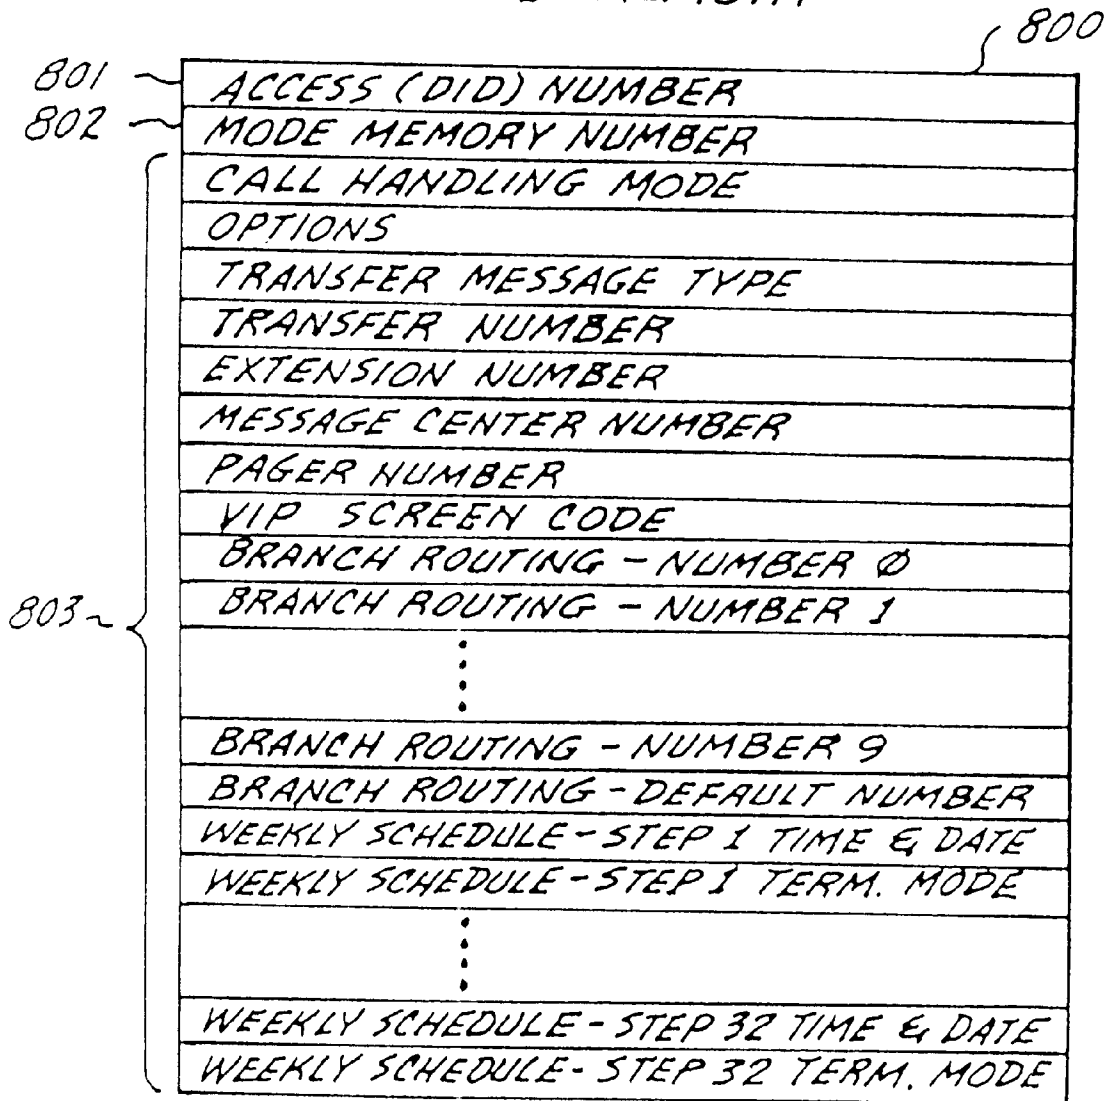 800
801
ACCESS (DID) NUMBER
802
MODE MEMORY NUMBER
CALL HANDLING MODE
OPTIONS
TRANSFER MESSAGE TYPE
TRANSFER NUMBER
EXTENSION NUMBER
MESSAGE CENTER NUMBER
PAGER NUMBER
VIP SCREEN CODE
BRANCH ROUTING - NUMBER Ø
803
BRANCH ROUTING - NUMBER 1
BRANCH ROUTING - NUMBER 9
BRANCH ROUTING - DEFAULT NUMBER
WEEKLY SCHEDULE - STEP 1 TIME & DATE
WEEKLY SCHEDULE - STEP 1 TERM. MODE
WEEKLY SCHEDULE - STEP 32 TIME & DATE
WEEKLY SCHEDULE - STEP 32 TERM. MODE